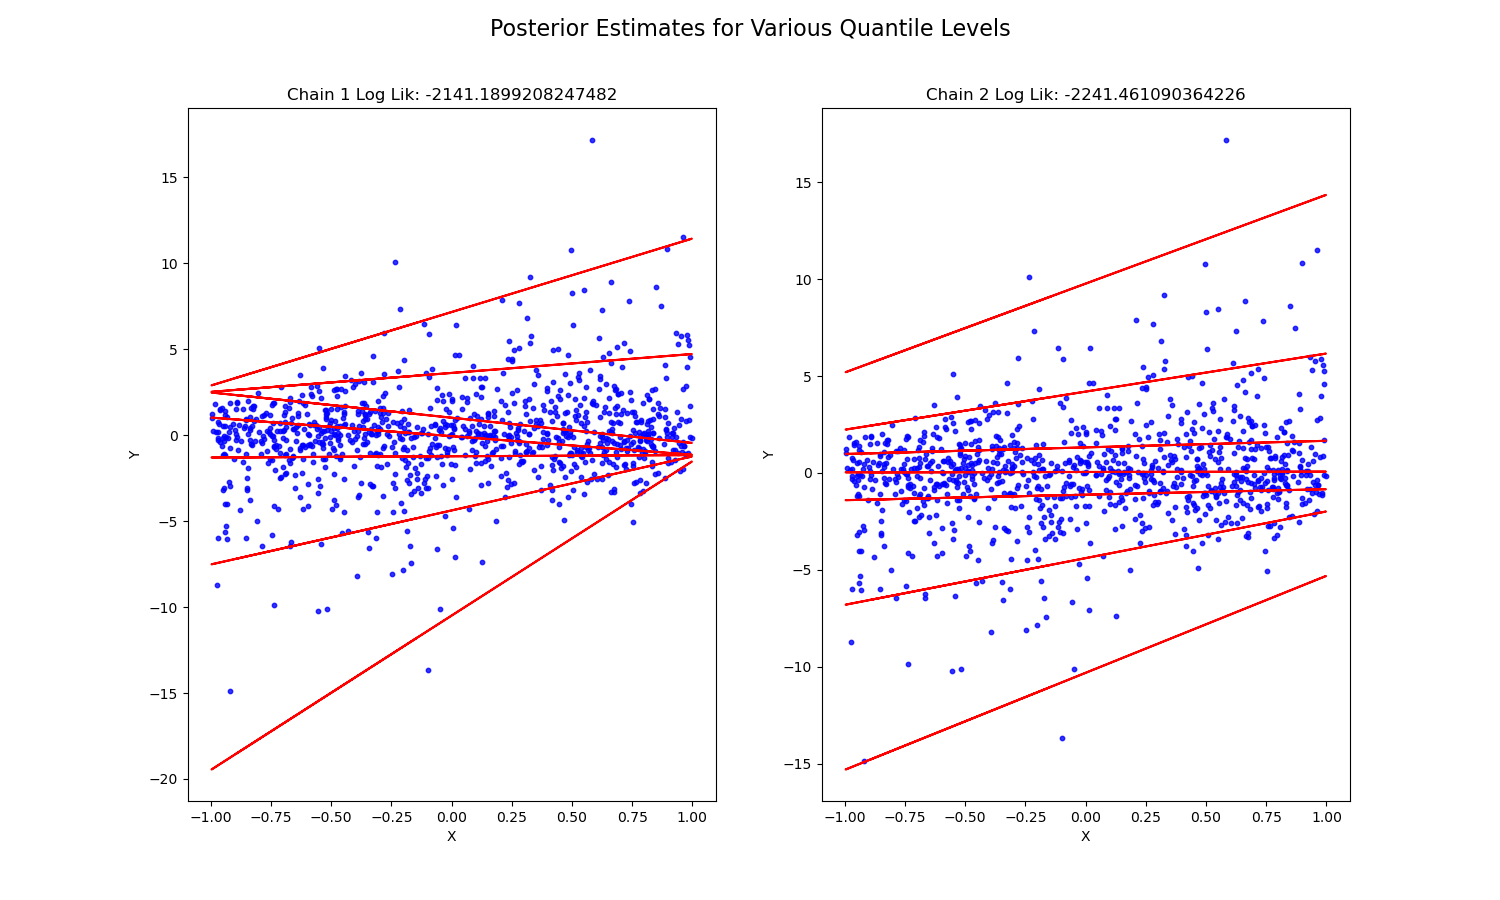 Posterior Estimates for Various Quantile Levels
Chain 1 Log Lik: -2141.1899208247482
Y
15
10
5
0
−5
−10
−15
−20
−1.00 −0.75 −0.50 −0.25 0.00 0.25 0.50 0.75 1.00
X
Chain 2 Log Lik: -2241.461090364226
Y
15
10
5
0
−5
−10
−15
−1.00 −0.75 −0.50 −0.25 0.00 0.25 0.50 0.75 1.00
X